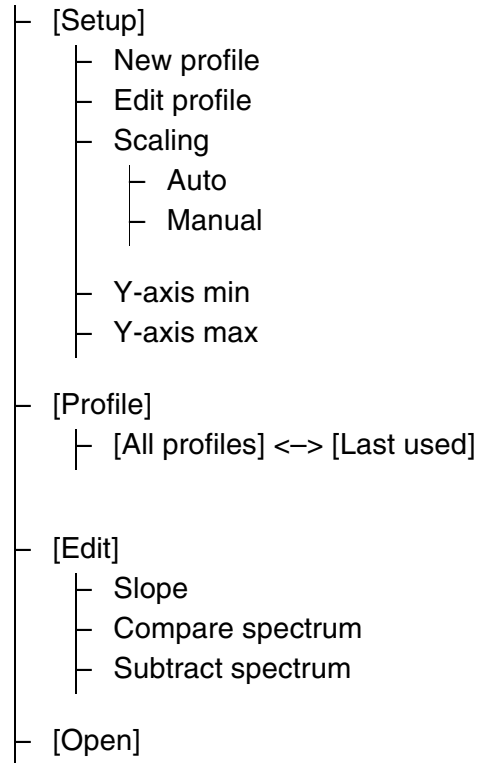 [Setup]
New profile
Edit profile
Scaling
Auto
Manual
Y-axis min
Y-axis max
[Profile]
[All profiles] <–> [Last used]
[Edit]
Slope
Compare spectrum
Subtract spectrum
[Open]